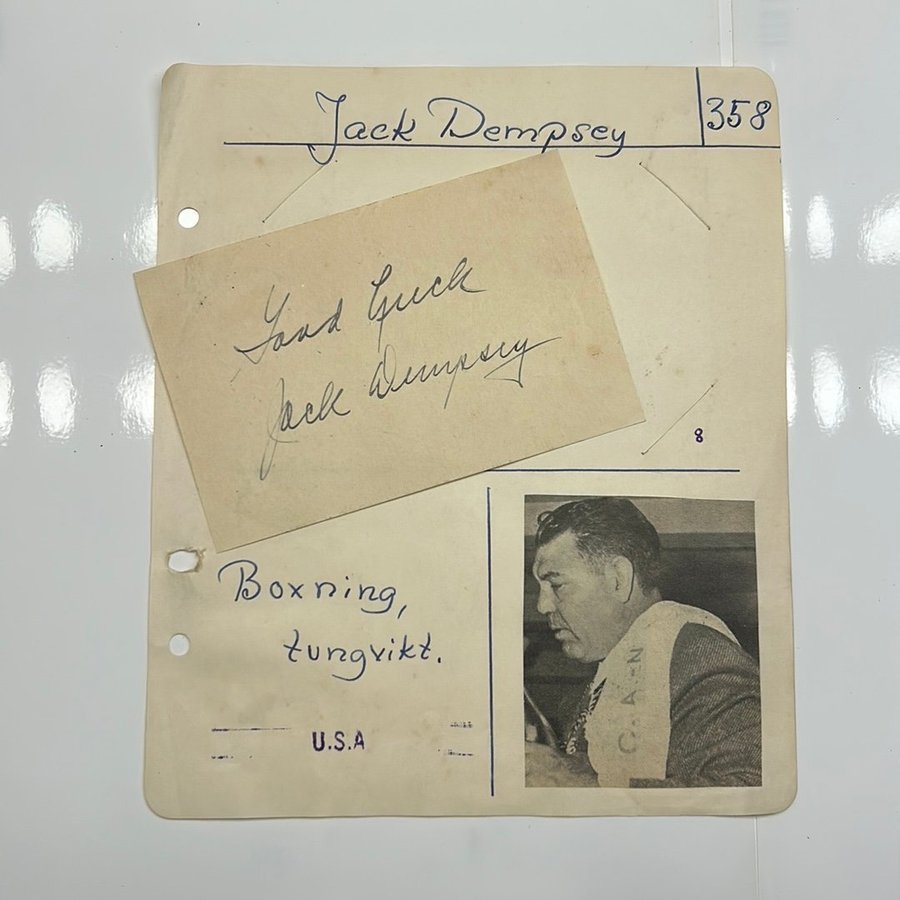 Jack Dempsey
358
Good Luck
Jack Dempsey
8
Boxning,
tungvikt.
U.S.A